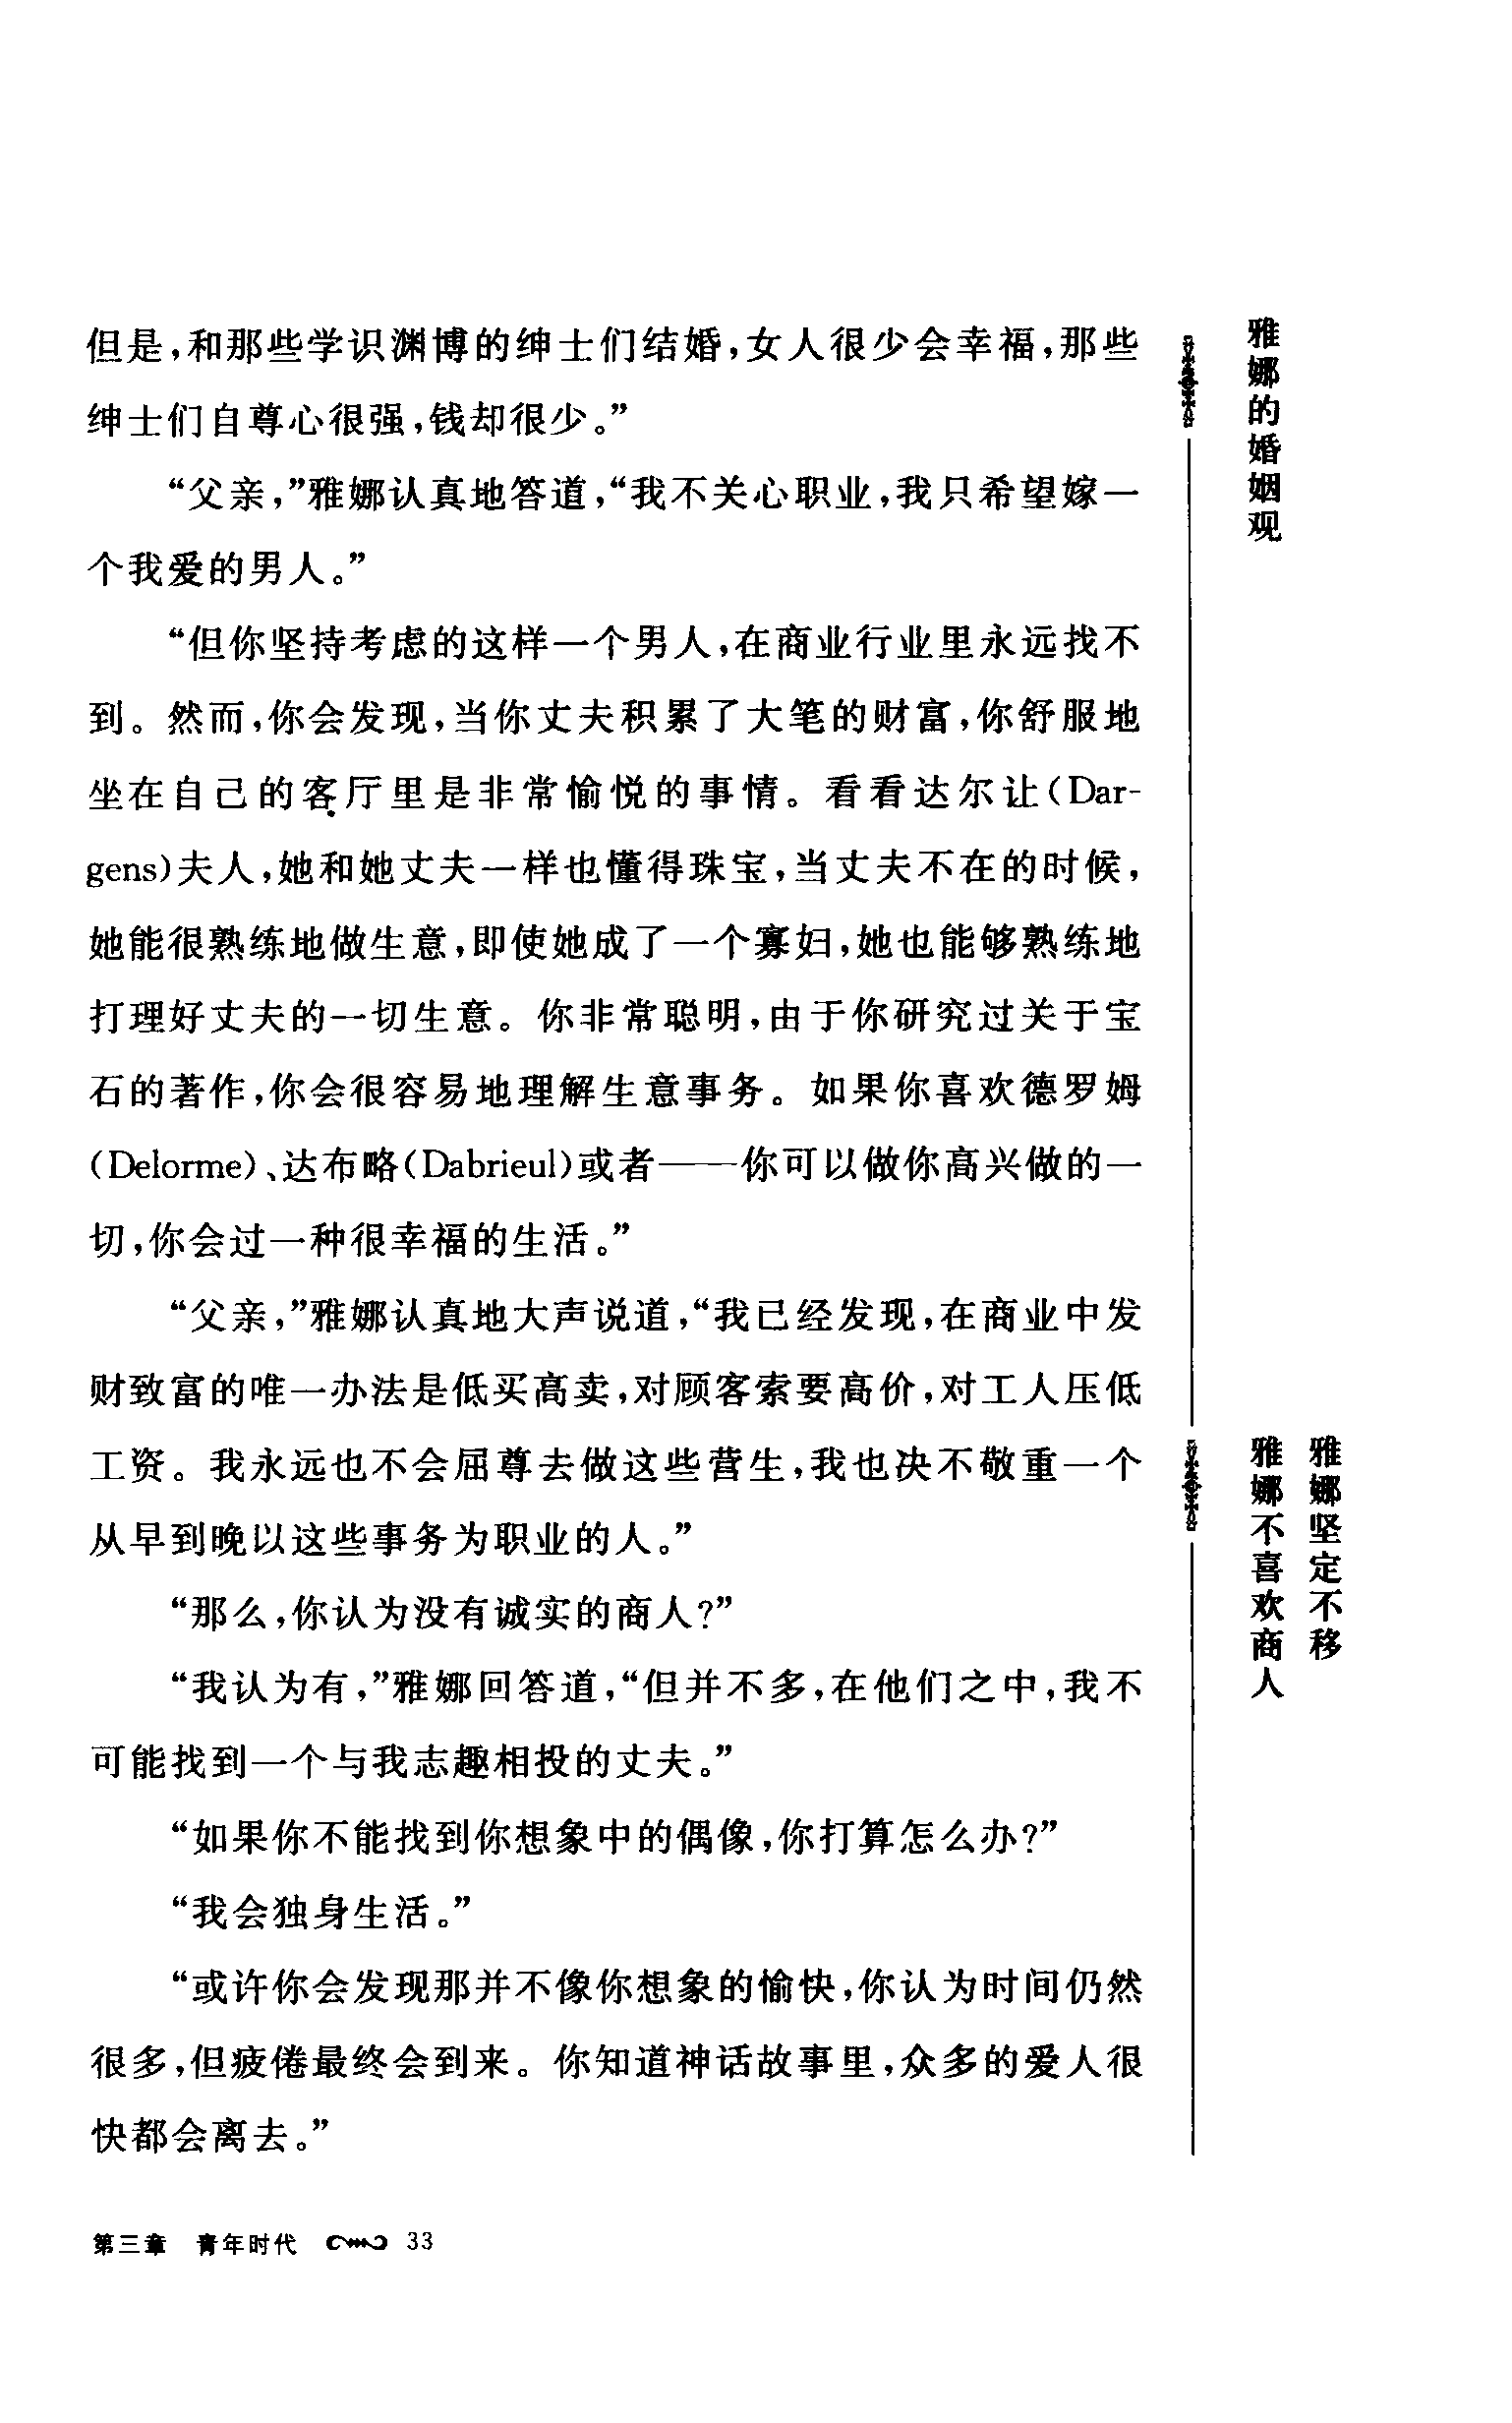 但是，和那些学识渊博的绅士们结婚，女人很少会幸福，那些
绅士们自尊心很强，钱却很少。”
“父亲，”雅娜认真地答道，“我不关心职业，我只希望嫁一
个我爱的男人。”
“但你坚持考虑的这样一个男人，在商业行业里永远找不
到。然而，你会发现，当你丈夫积累了大笔的财富，你舒服地
坐在自己的客厅里是非常愉悦的事情。看看达尔让(Dar-
gens)夫人，她和她丈夫一样也懂得珠宝，当丈夫不在的时候，
她能很熟练地做生意，即使她成了一个寡妇，她也能够熟练地
打理好丈夫的一切生意。你非常聪明，由于你研究过关于宝
石的著作，你会很容易地理解生意事务。如果你喜欢德罗姆
(Delorme)、达布略(Dabrieul)或者——你可以做你高兴做的一
切，你会过一种很幸福的生活。”
“父亲，”雅娜认真地大声说道，“我已经发现，在商业中发
财致富的唯一办法是低买高卖，对顾客索要高价，对工人压低
工资。我永远也不会屈尊去做这些营生，我也决不敬重一个
从早到晚以这些事务为职业的人。”
“那么，你认为没有诚实的商人?”
“我认为有，”雅娜回答道，“但并不多，在他们之中，我不
可能找到一个与我志趣相投的丈夫。”
“如果你不能找到你想象中的偶像，你打算怎么办?”
“我会独身生活。”
“或许你会发现那并不像你想象的愉快，你认为时间仍然
很多，但疲倦最终会到来。你知道神话故事里，众多的爱人很
快都会离去。”
雅娜的婚姻观
雅娜坚定不移
雅娜不喜欢商人
第三章 青年时代 33